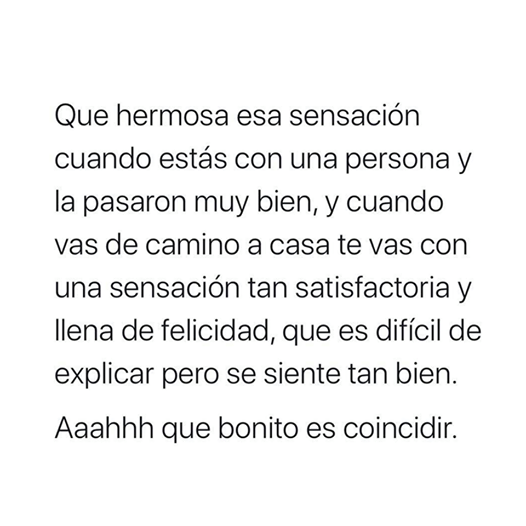 Que hermosa esa sensación
cuando estás con una persona y
la pasaron muy bien, y cuando
vas de camino a casa te vas con
una sensación tan satisfactoria y
llena de felicidad, que es difícil de
explicar pero se siente tan bien.
Aaahhh que bonito es coincidir.